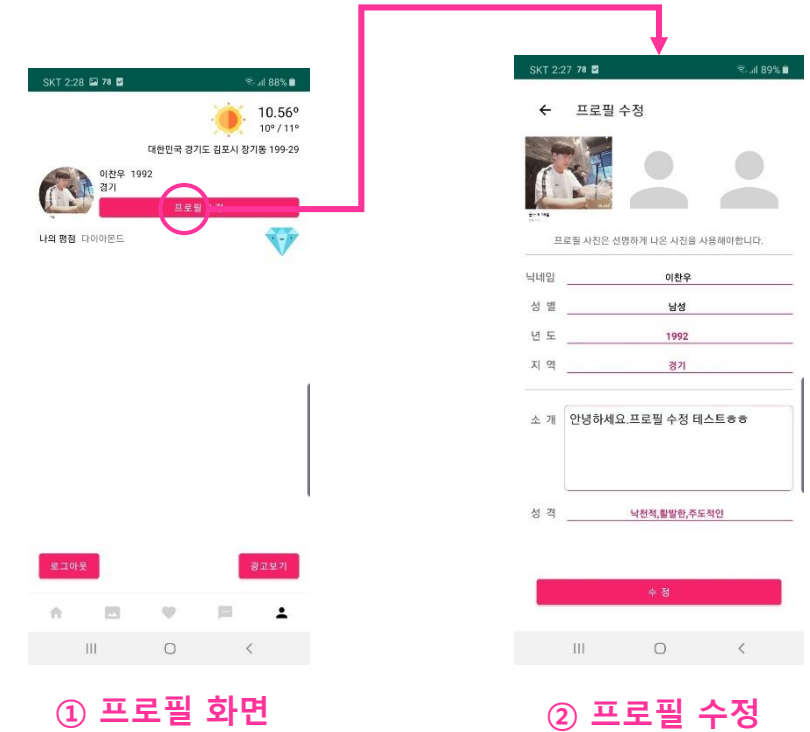 SKT 2:28 78 88%
10.56º
10º / 11º
대한민국 경기도 김포시 장기동 199-29
이찬우 1992
경기
프로필
나의 평점 다이아몬드
로그아웃
광고보기
① 프로필 화면
SKT 2:27 78 89%
프로필 수정
프로필 사진은 선명하게 나온 사진을 사용해야합니다.
닉네임 이찬우
성 별 남성
년 도 1992
지 역 경기
소 개 안녕하세요.프로필 수정 테스트ㅎㅎ
성 격 낙천적,활발한,주도적인
수 정
② 프로필 수정